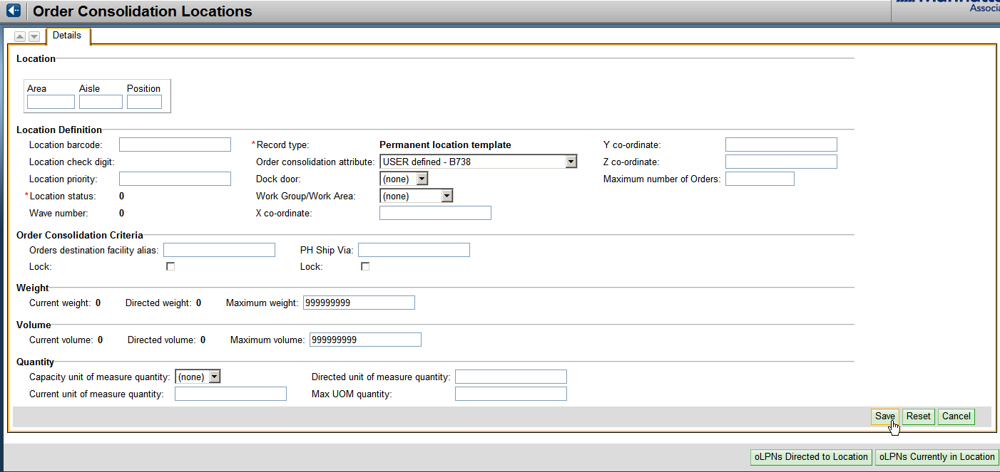 Order Consolidation Locations
Associa
Details
Location
Area Aisle Position
Location Definition
Location barcode: *Record type: Permanent location template Y co-ordinate:
Location check digit: Order consolidation attribute: USER defined - B738 Z co-ordinate:
Location priority: Dock door: (none) Maximum number of Orders:
*Location status: 0 Work Group/Work Area: (none)
Wave number: 0 X co-ordinate:
Order Consolidation Criteria
Orders destination facility alias: PH Ship Via:
Lock: Lock:
Weight
Current weight: 0 Directed weight: 0 Maximum weight: 999999999
Volume
Current volume: 0 Directed volume: 0 Maximum volume: 999999999
Quantity
Capacity unit of measure quantity: (none) Directed unit of measure quantity:
Current unit of measure quantity: Max UOM quantity:
Save Reset Cancel
oLPNs Directed to Location oLPNs Currently in Location